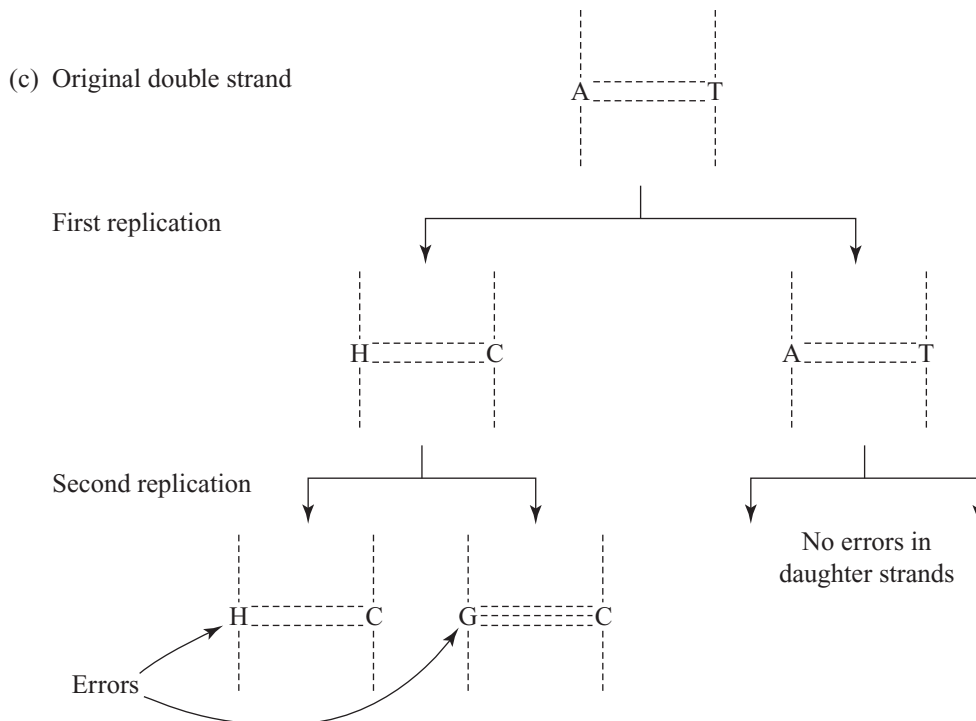 (c) Original double strand
A T
First replication
H C
A T
Second replication
No errors in
daughter strands
H C
G C
Errors